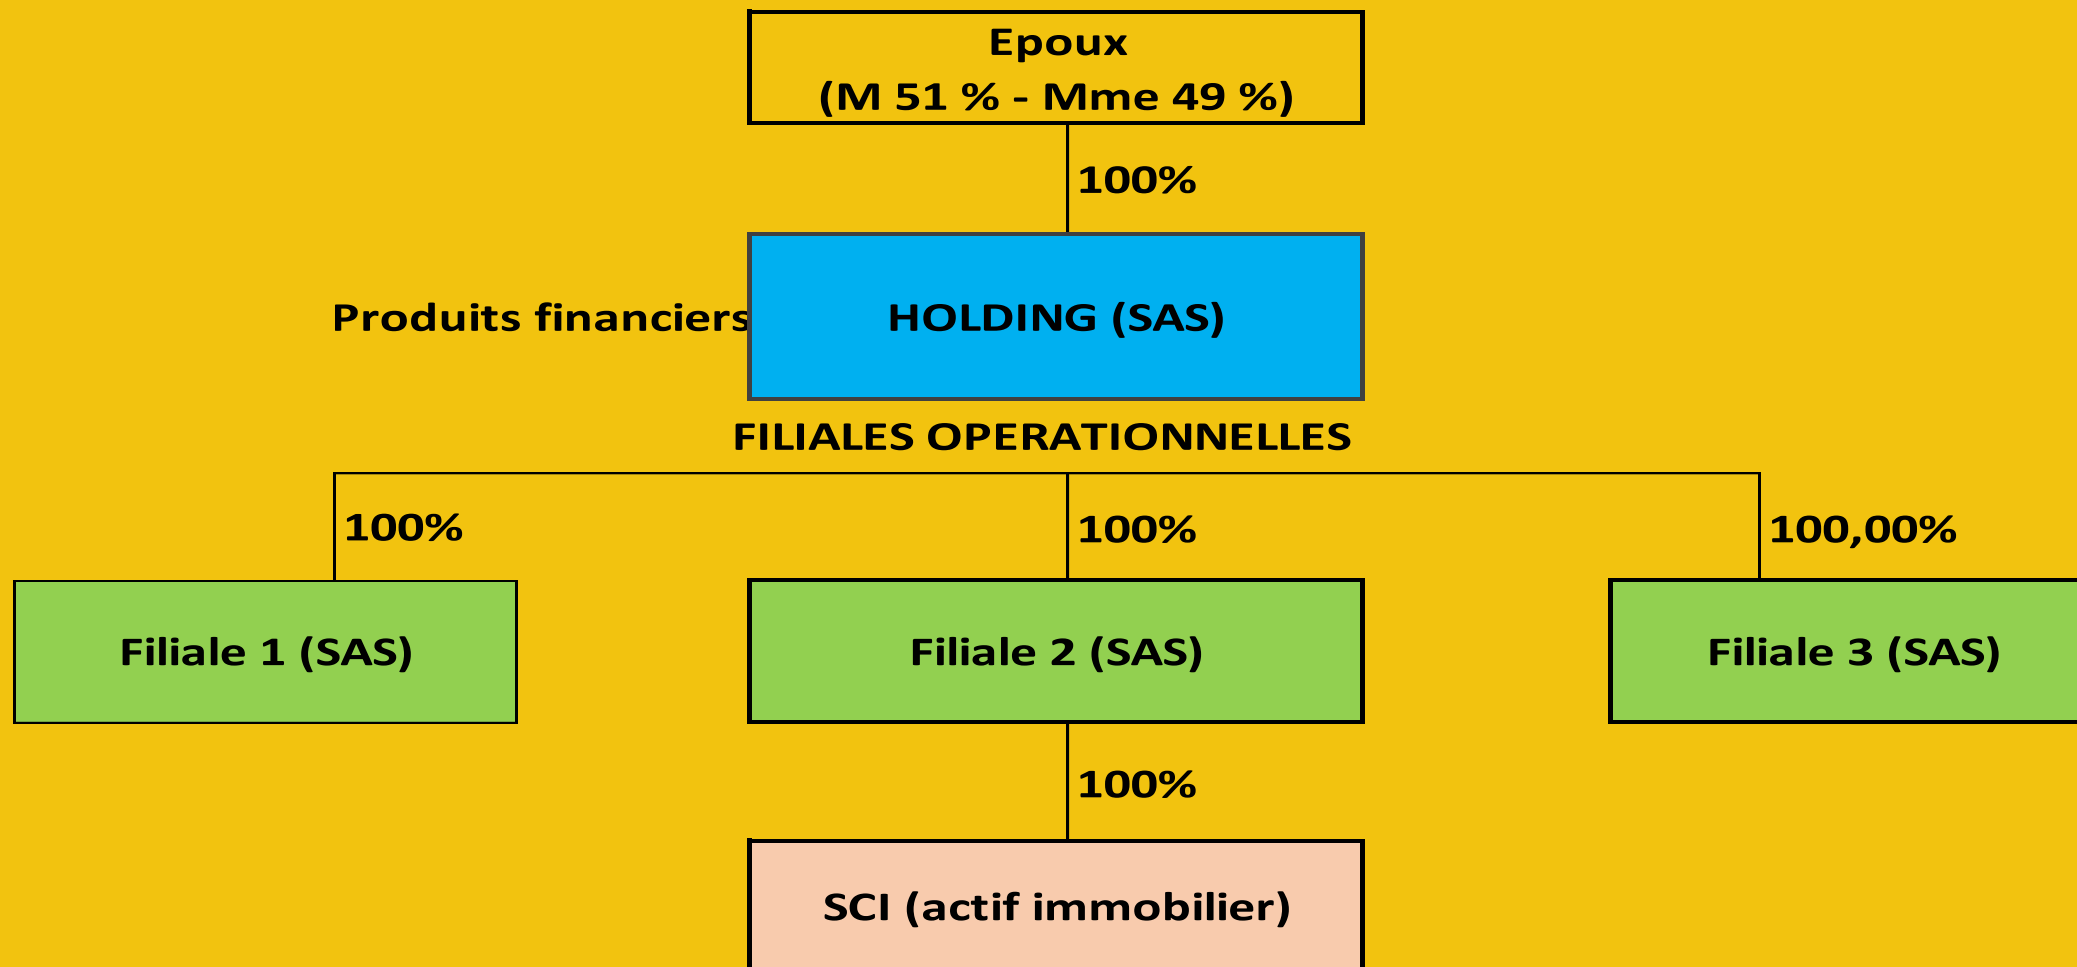 Epoux
(M 51 % - Mme 49 %)
100%
Produits financiers
HOLDING (SAS)
FILIALES OPERATIONNELLES
100%
100%
100,00%
Filiale 1 (SAS)
Filiale 2 (SAS)
Filiale 3 (SAS)
100%
SCI (actif immobilier)